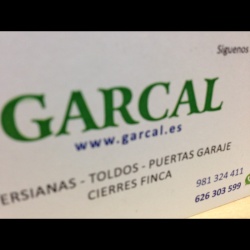 Síguenos
GARCAL
www.garcal.es
ERSIANAS - TOLDOS - PUERTAS GARAJE
CIERRES FINCA
981 324 411
626 303 599